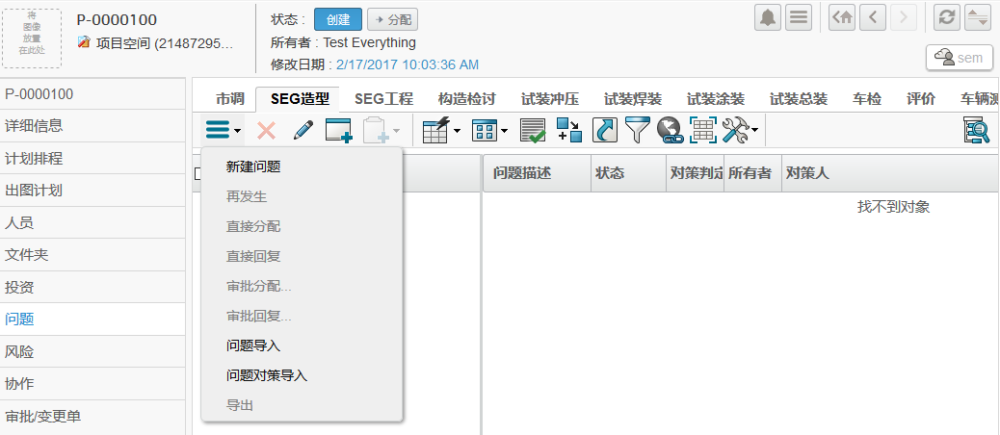 将
图像
放置
在此处
P-0000100
项目空间 (21487295...
状态 : 创建 分配
所有者 : Test Everything
修改日期 : 2/17/2017 10:03:36 AM
sem
P-0000100
详细信息
计划排程
出图计划
人员
文件夹
投资
问题
风险
协作
审批/变更单
市调 SEG造型 SEG工程 构造检讨 试装冲压 试装焊装 试装涂装 试装总装 车检 评价 车辆测
新建问题
再发生
直接分配
直接回复
审批分配...
审批回复...
问题导入
问题对策导入
导出
问题描述 状态 对策判定 所有者 对策人
找不到对象